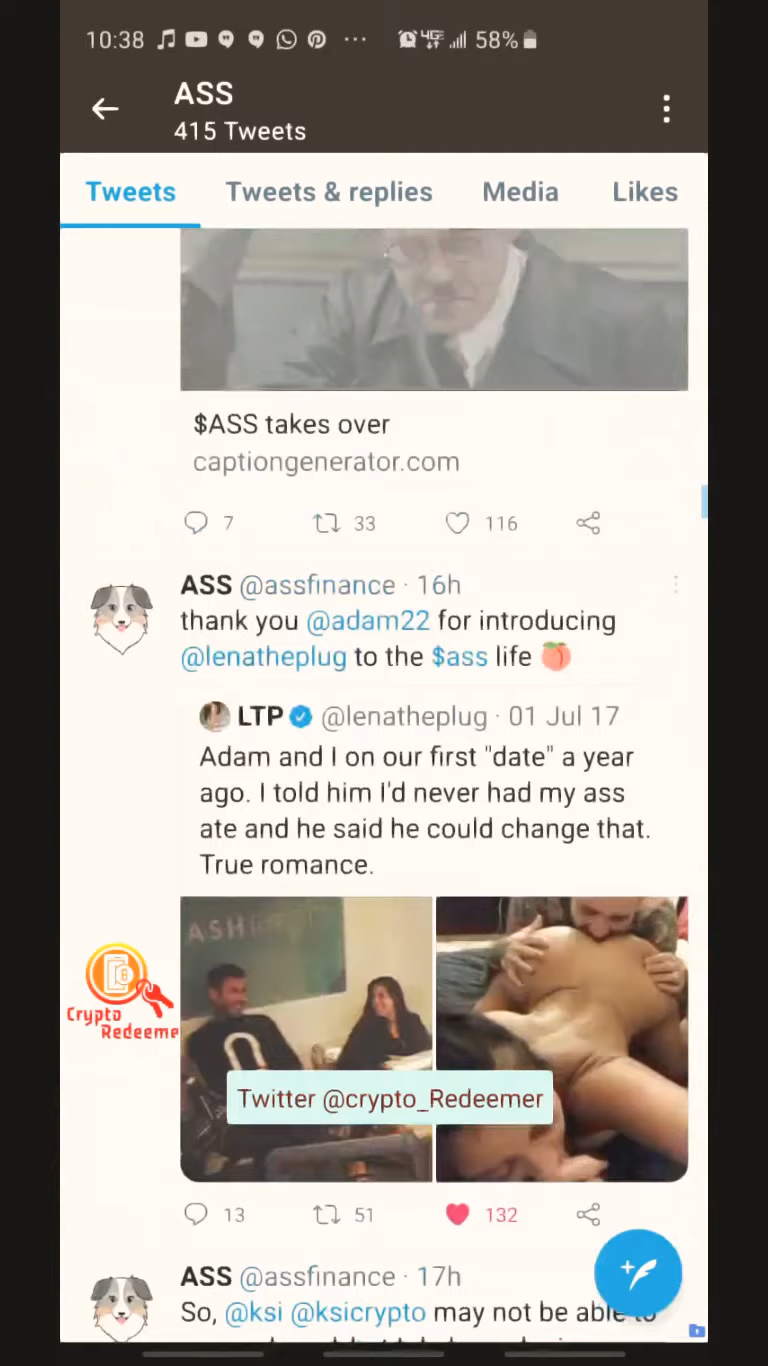 10:38 58%
ASS
415 Tweets
Tweets Tweets & replies Media Likes
$ASS takes over
captiongenerator.com
7 33 116
ASS @assfinance · 16h
thank you @adam22 for introducing
@lenatheplug to the $ass life 🍑
LTP @lenatheplug · 01 Jul 17
Adam and I on our first "date" a year
ago. I told him I'd never had my ass
ate and he said he could change that.
True romance.
Crypto
Redeeme
Twitter @crypto_Redeemer
13 51 132
ASS @assfinance · 17h
So, @ksi @ksicrypto may not be able to